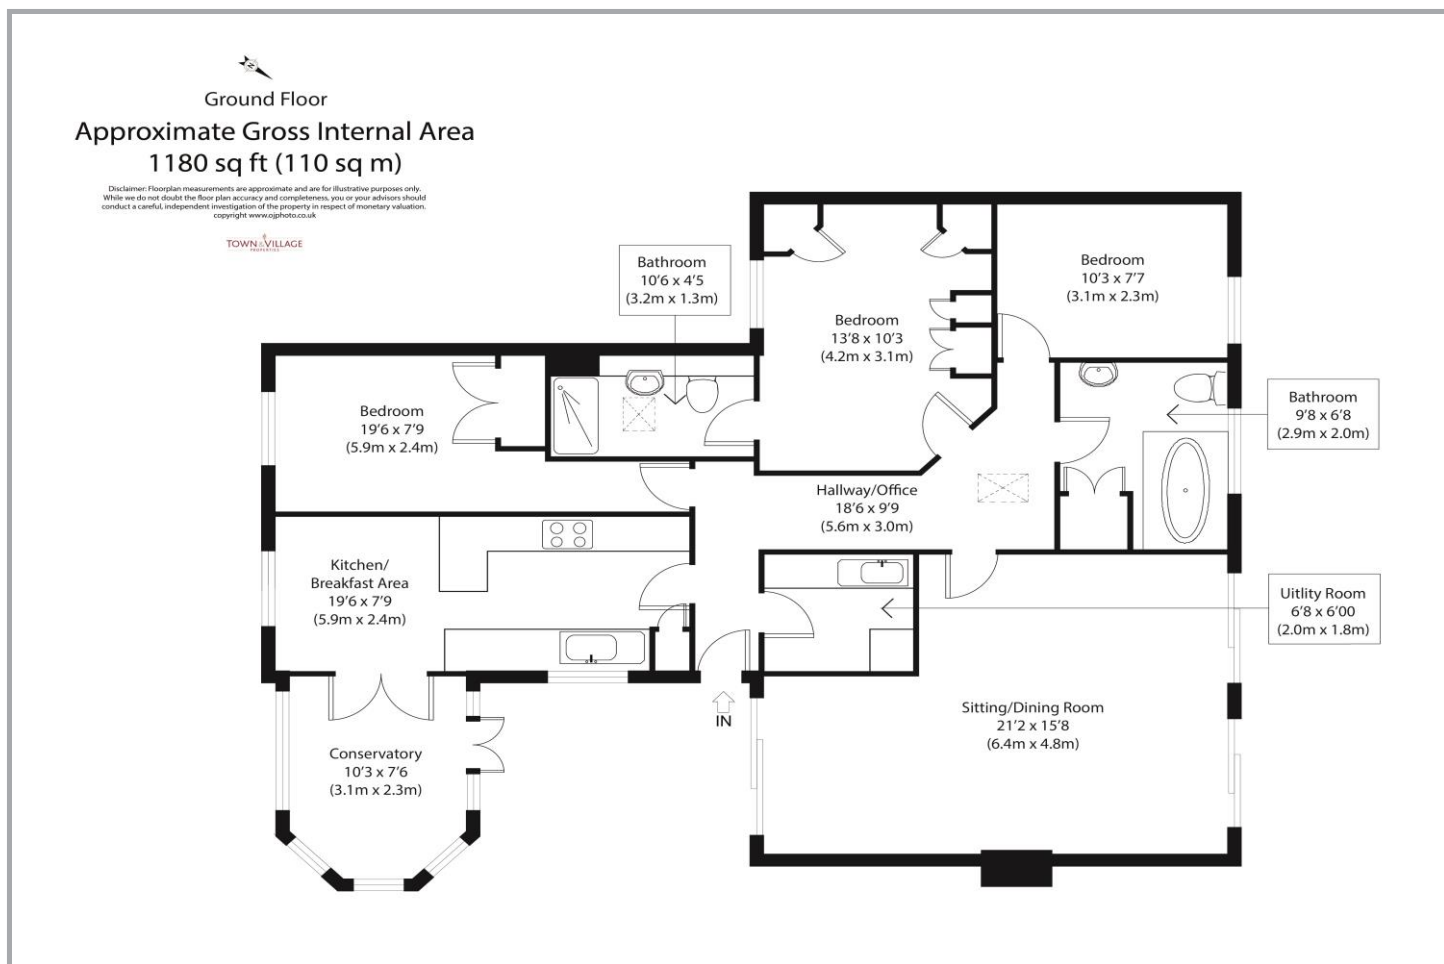 N
Ground Floor
Approximate Gross Internal Area
1180 sq ft (110 sq m)
Disclaimer: Floorplan measurements are approximate and are for illustrative purposes only.
While we do not doubt the floor plan accuracy and completeness, you or your advisors should
conduct a careful, independent investigation of the property in respect of monetary valuation.
copyright www.ojphoto.co.uk
TOWN&VILLAGE
PROPERTIES
Bathroom
10'6 x 4'5
(3.2m x 1.3m)
Bedroom
10'3 x 7'7
(3.1m x 2.3m)
Bedroom
13'8 x 10'3
(4.2m x 3.1m)
Bedroom
19'6 x 7'9
(5.9m x 2.4m)
Bathroom
9'8 x 6'8
(2.9m x 2.0m)
Hallway/Office
18'6 x 9'9
(5.6m x 3.0m)
Kitchen/
Breakfast Area
19'6 x 7'9
(5.9m x 2.4m)
Uitlity Room
6'8 x 6'00
(2.0m x 1.8m)
Sitting/Dining Room
21'2 x 15'8
(6.4m x 4.8m)
IN
Conservatory
10'3 x 7'6
(3.1m x 2.3m)